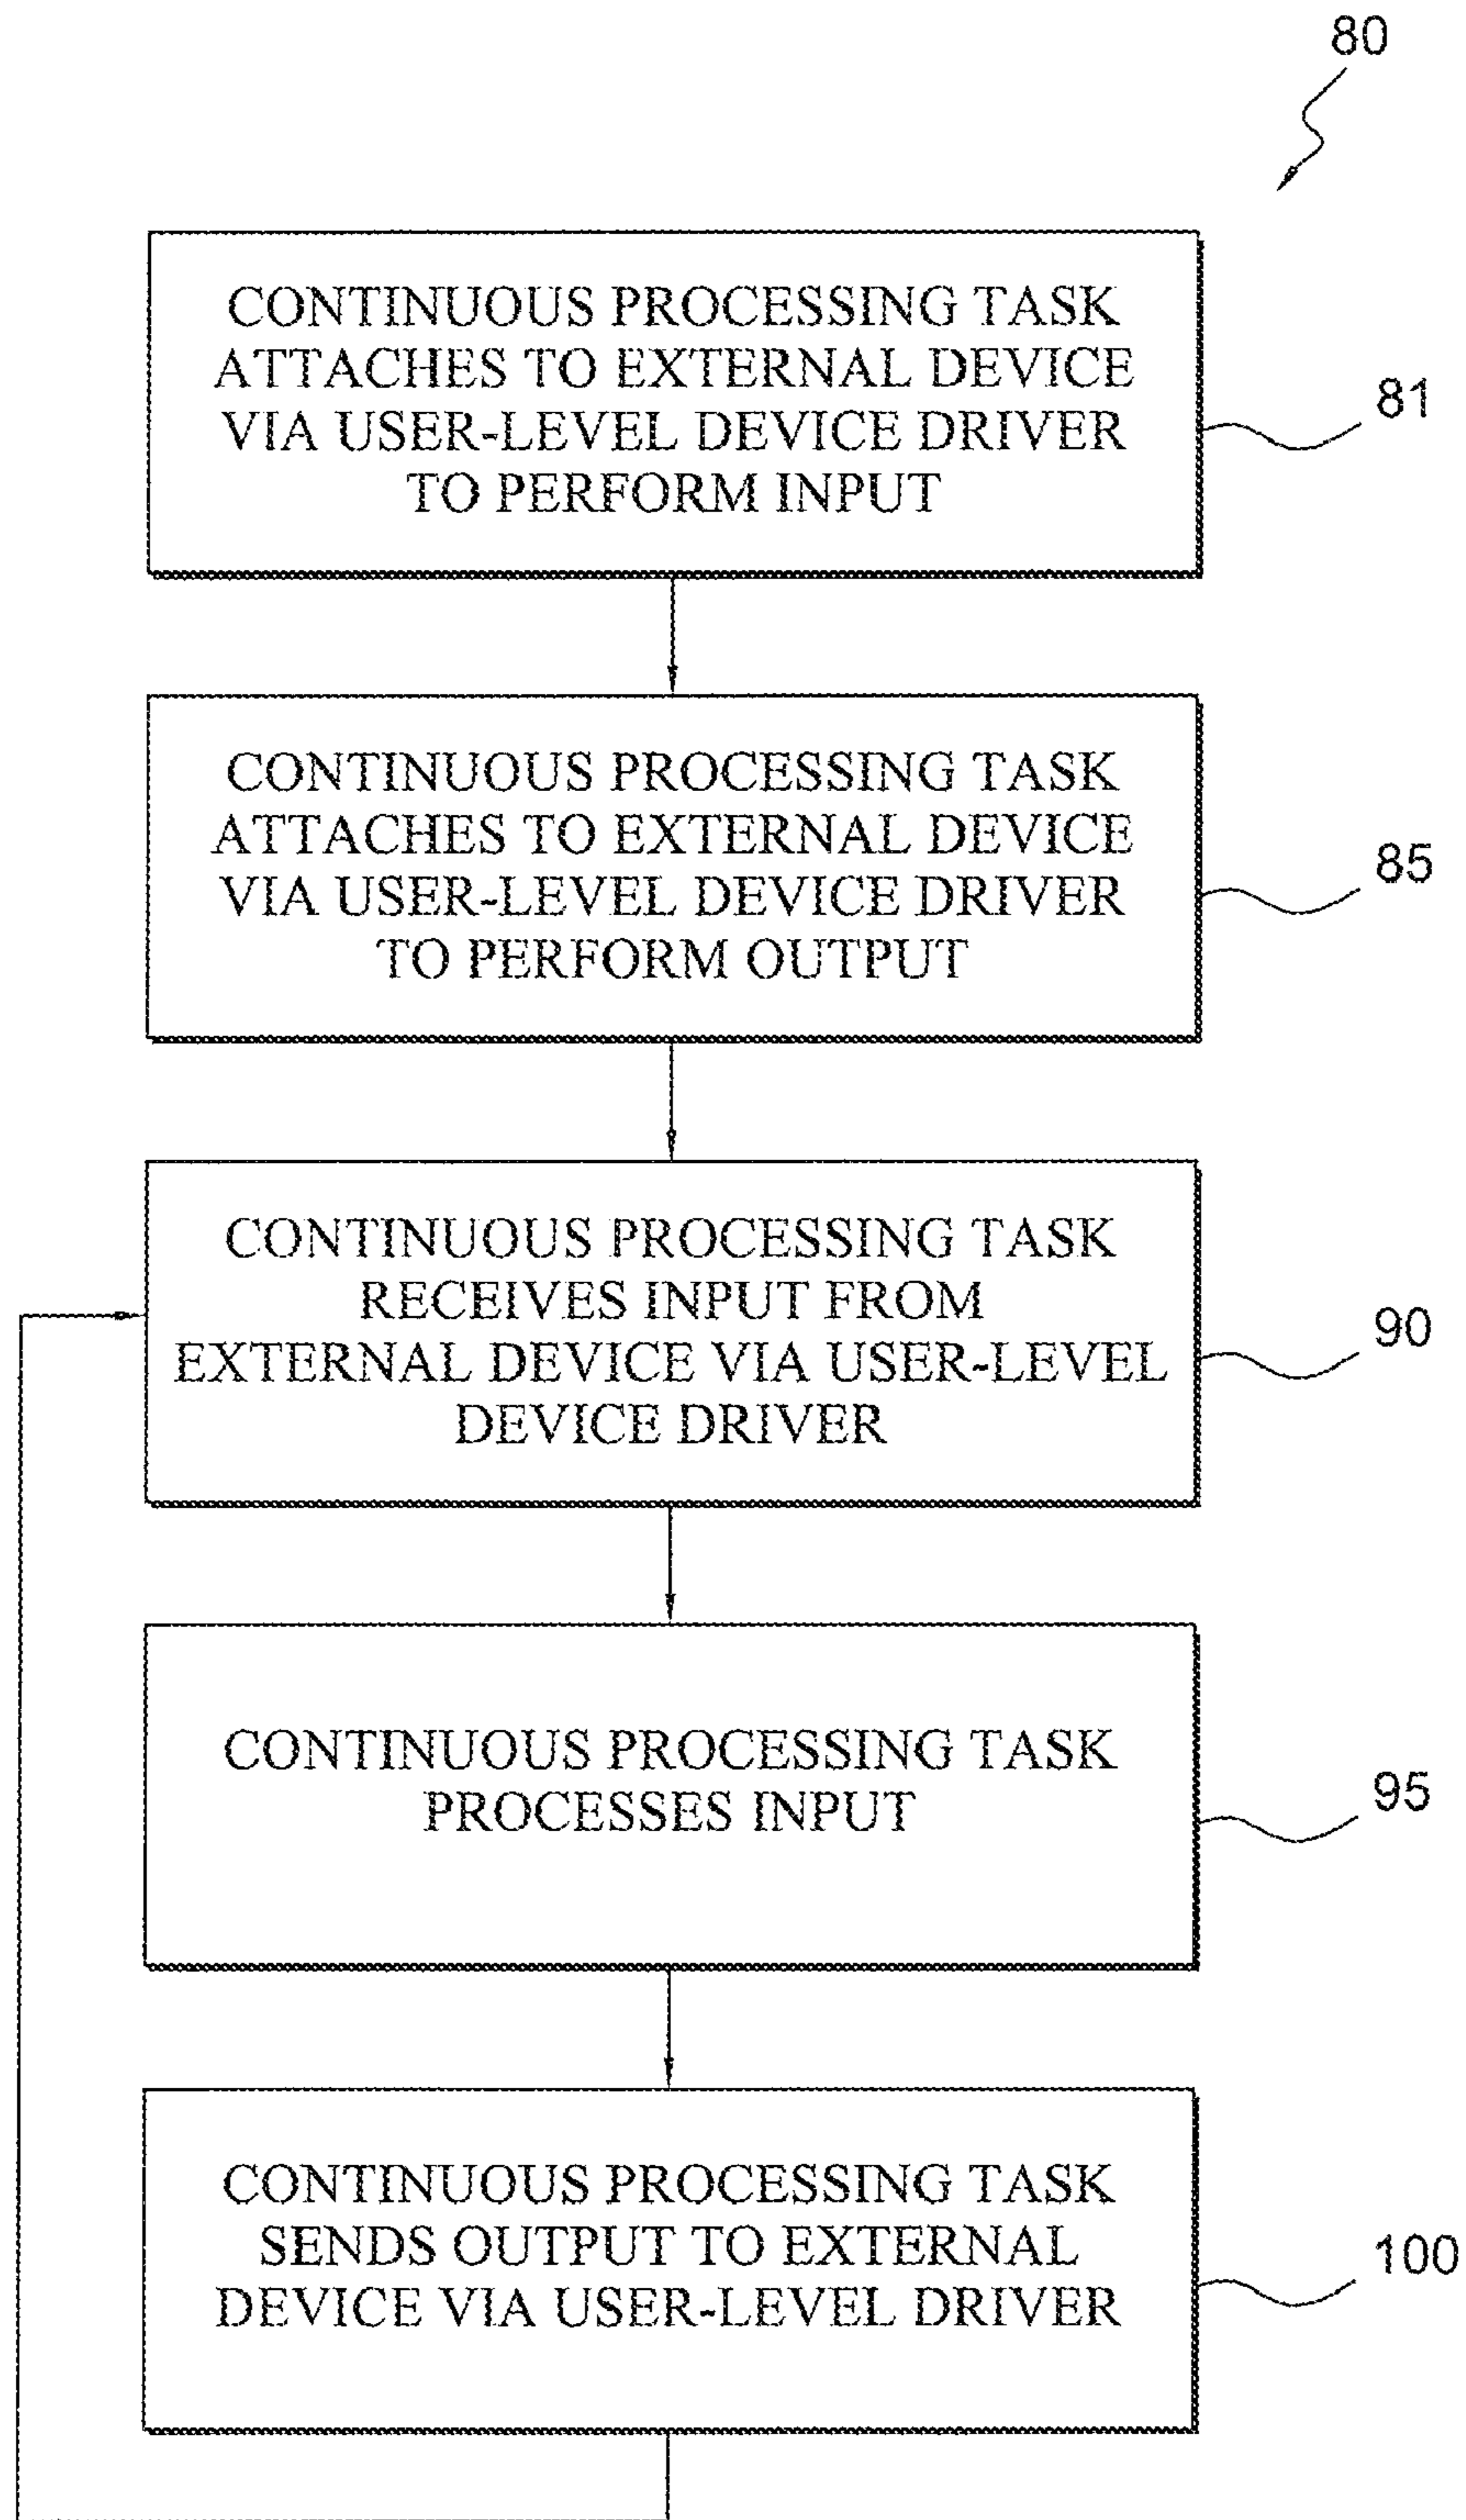 80
CONTINUOUS PROCESSING TASK
ATTACHES TO EXTERNAL DEVICE
VIA USER-LEVEL DEVICE DRIVER
TO PERFORM INPUT
81
CONTINUOUS PROCESSING TASK
ATTACHES TO EXTERNAL DEVICE
VIA USER-LEVEL DEVICE DRIVER
TO PERFORM OUTPUT
85
CONTINUOUS PROCESSING TASK
RECEIVES INPUT FROM
EXTERNAL DEVICE VIA USER-LEVEL
DEVICE DRIVER
90
CONTINUOUS PROCESSING TASK
PROCESSES INPUT
95
CONTINUOUS PROCESSING TASK
SENDS OUTPUT TO EXTERNAL
DEVICE VIA USER-LEVEL DRIVER
100